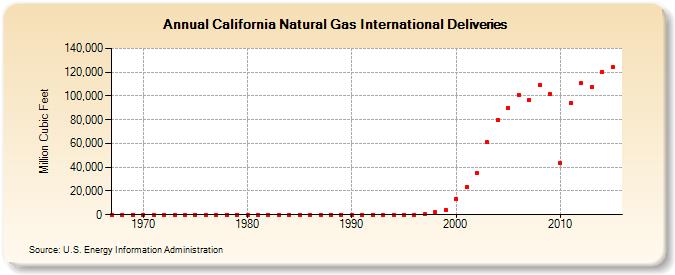 Annual California Natural Gas International Deliveries
Million Cubic Feet
140,000
120,000
100,000
80,000
60,000
40,000
20,000
0
1970 1980 1990 2000 2010
Source: U.S. Energy Information Administration